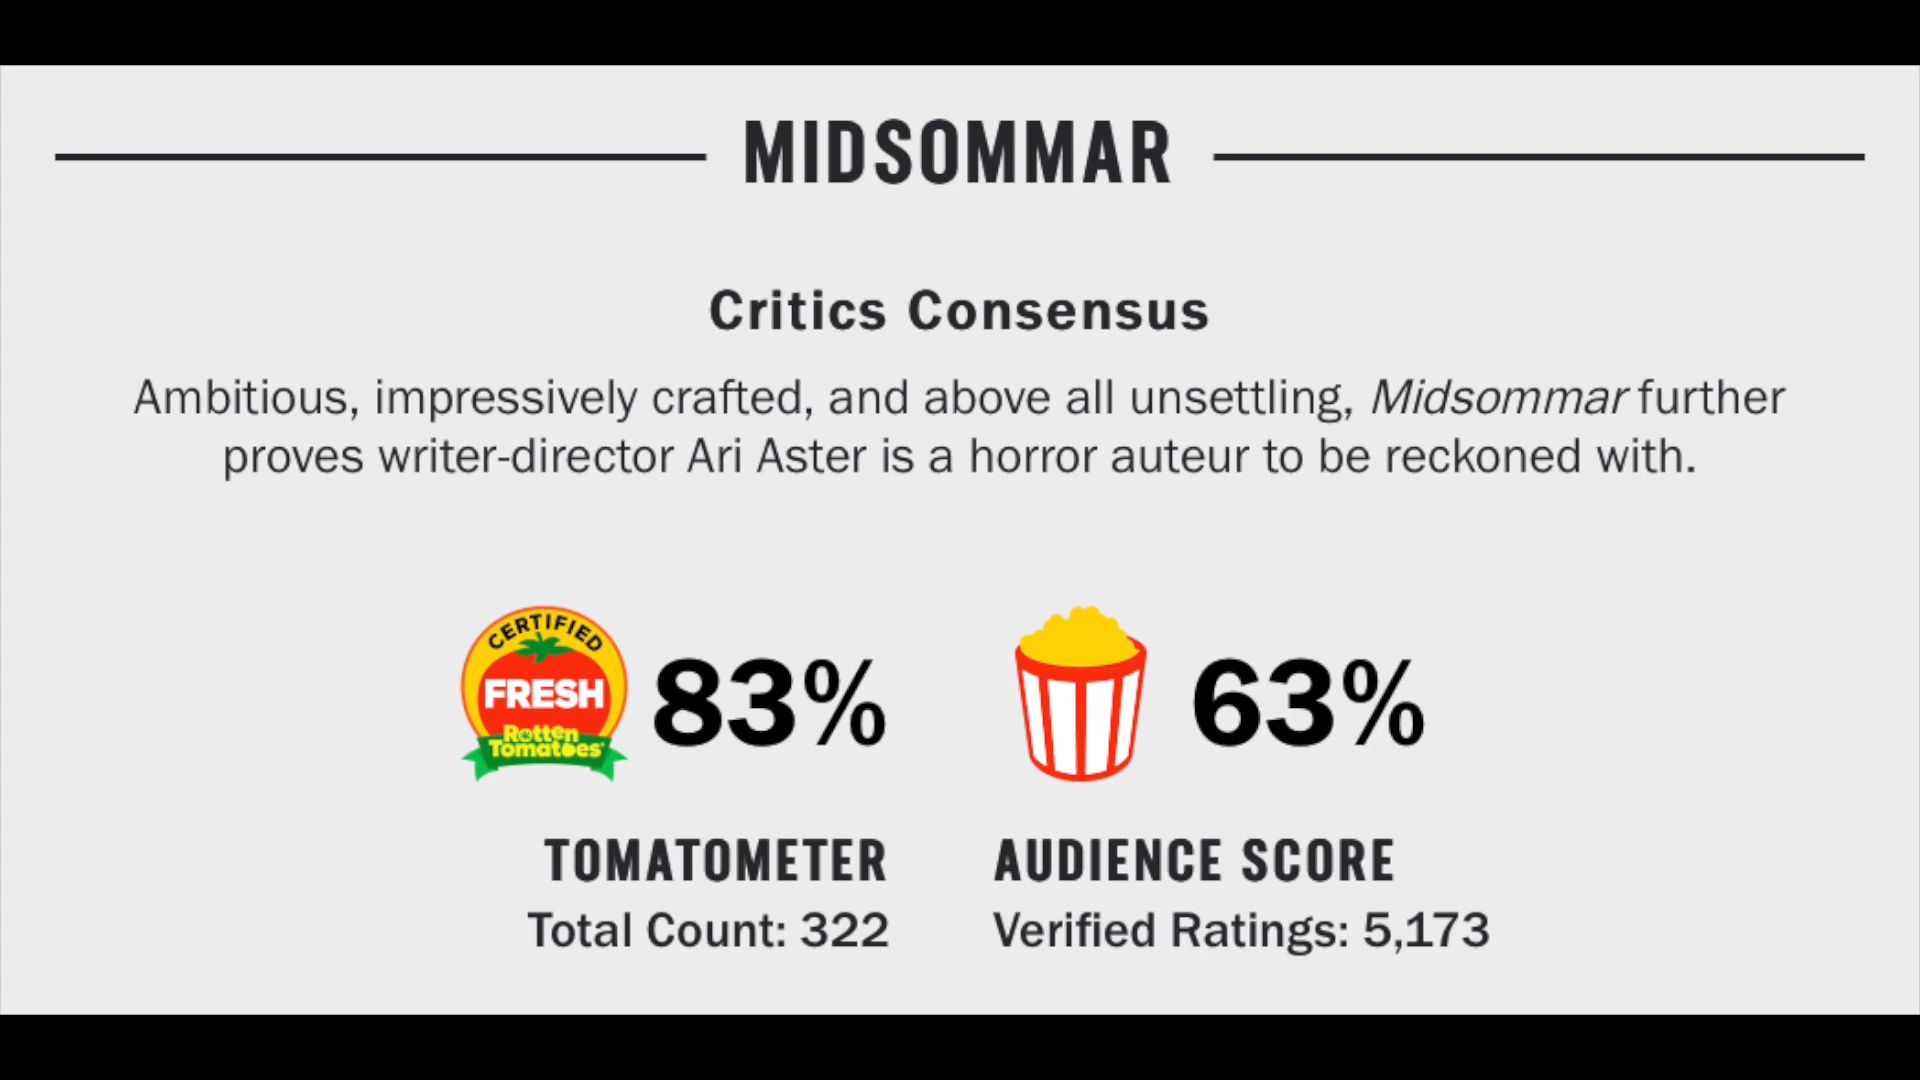 MIDSOMMAR
Critics Consensus
Ambitious, impressively crafted, and above all unsettling, Midsommar further
proves writer-director Ari Aster is a horror auteur to be reckoned with.
CERTIFIED
FRESH
Rotten
Tomatoes
83%
63%
TOMATOMETER
Total Count: 322
AUDIENCE SCORE
Verified Ratings: 5,173